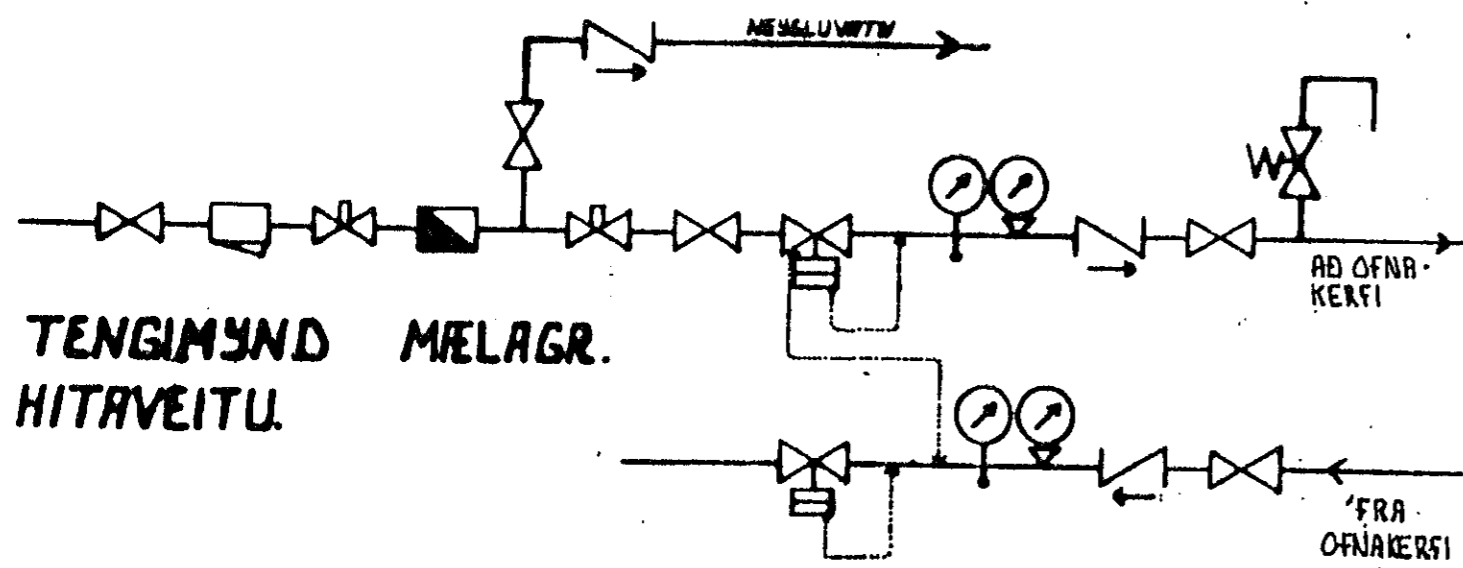 NEYSLUVATN
AÐ OFNA-
KERFI
TENGIMYND MÆLAGR.
HITAVEITU.
FRÁ
OFNAKERFI